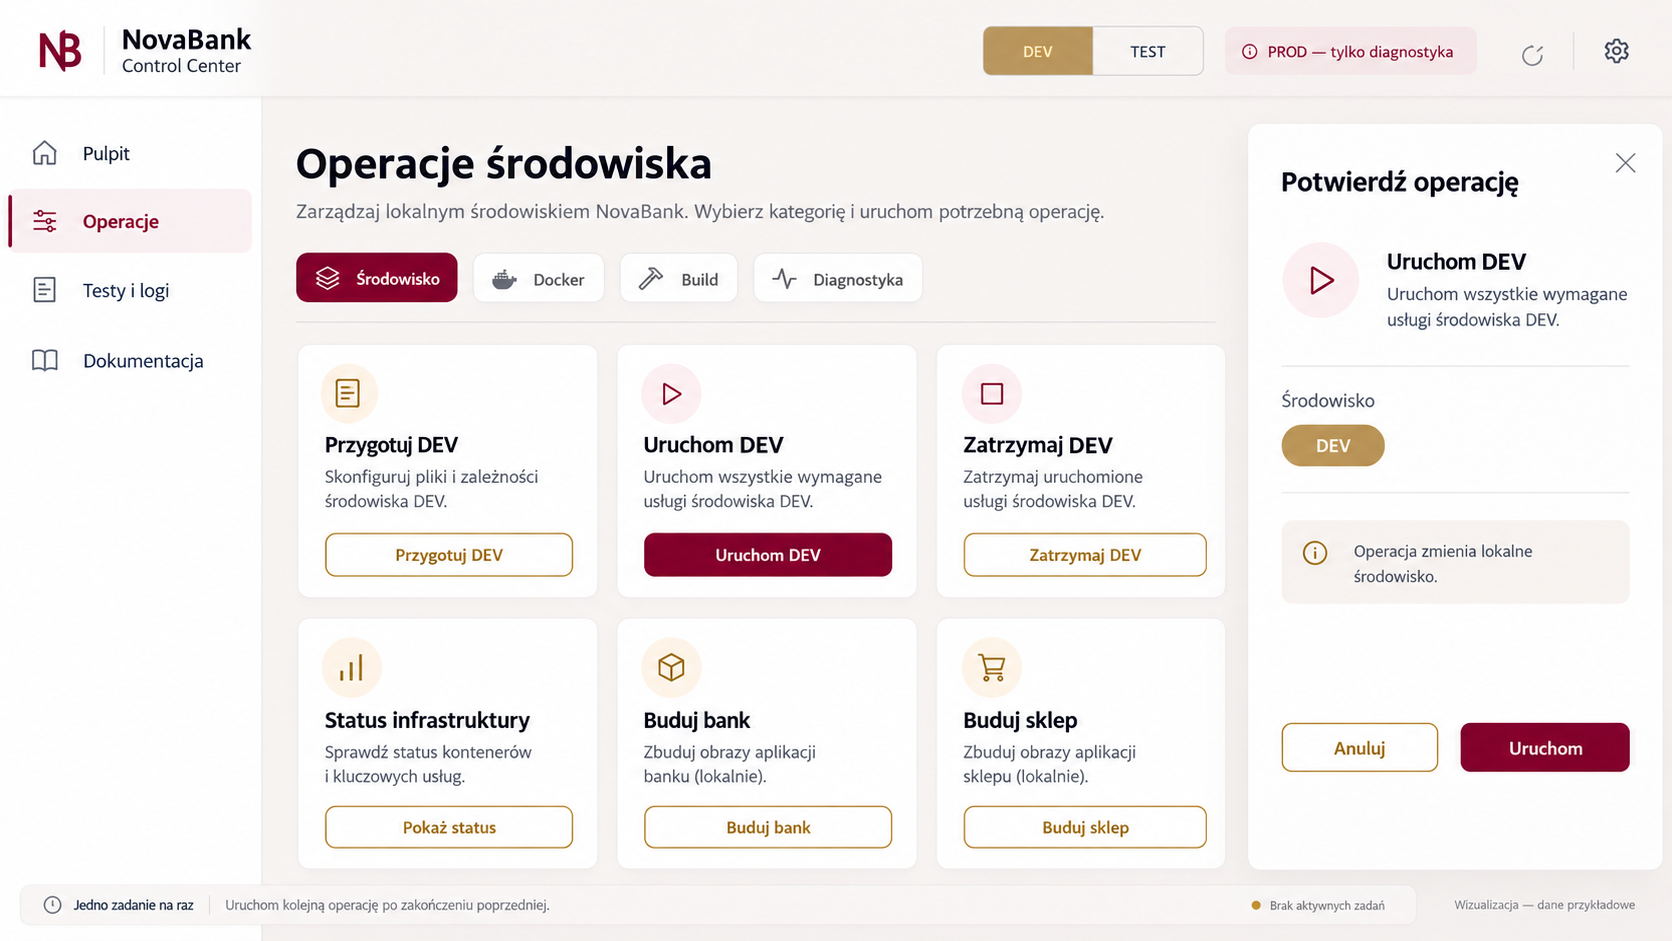 NB
NovaBank
Control Center
DEV
TEST
PROD — tylko diagnostyka
Pulpit
Operacje
Testy i logi
Dokumentacja
Operacje środowiska
Zarządzaj lokalnym środowiskiem NovaBank. Wybierz kategorię i uruchom potrzebną operację.
Środowisko
Docker
Build
Diagnostyka
Przygotuj DEV
Skonfiguruj pliki i zależności
środowiska DEV.
Przygotuj DEV
Uruchom DEV
Uruchom wszystkie wymagane
usługi środowiska DEV.
Uruchom DEV
Zatrzymaj DEV
Zatrzymaj uruchomione
usługi środowiska DEV.
Zatrzymaj DEV
Status infrastruktury
Sprawdź status kontenerów
i kluczowych usług.
Pokaż status
Buduj bank
Zbuduj obrazy aplikacji
banku (lokalnie).
Buduj bank
Buduj sklep
Zbuduj obrazy aplikacji
sklepu (lokalnie).
Buduj sklep
Potwierdź operację
Uruchom DEV
Uruchom wszystkie wymagane
usługi środowiska DEV.
Środowisko
DEV
Operacja zmienia lokalne
środowisko.
Anuluj
Uruchom
Jedno zadanie na raz
Uruchom kolejną operację po zakończeniu poprzedniej.
Brak aktywnych zadań
Wizualizacja — dane przykładowe